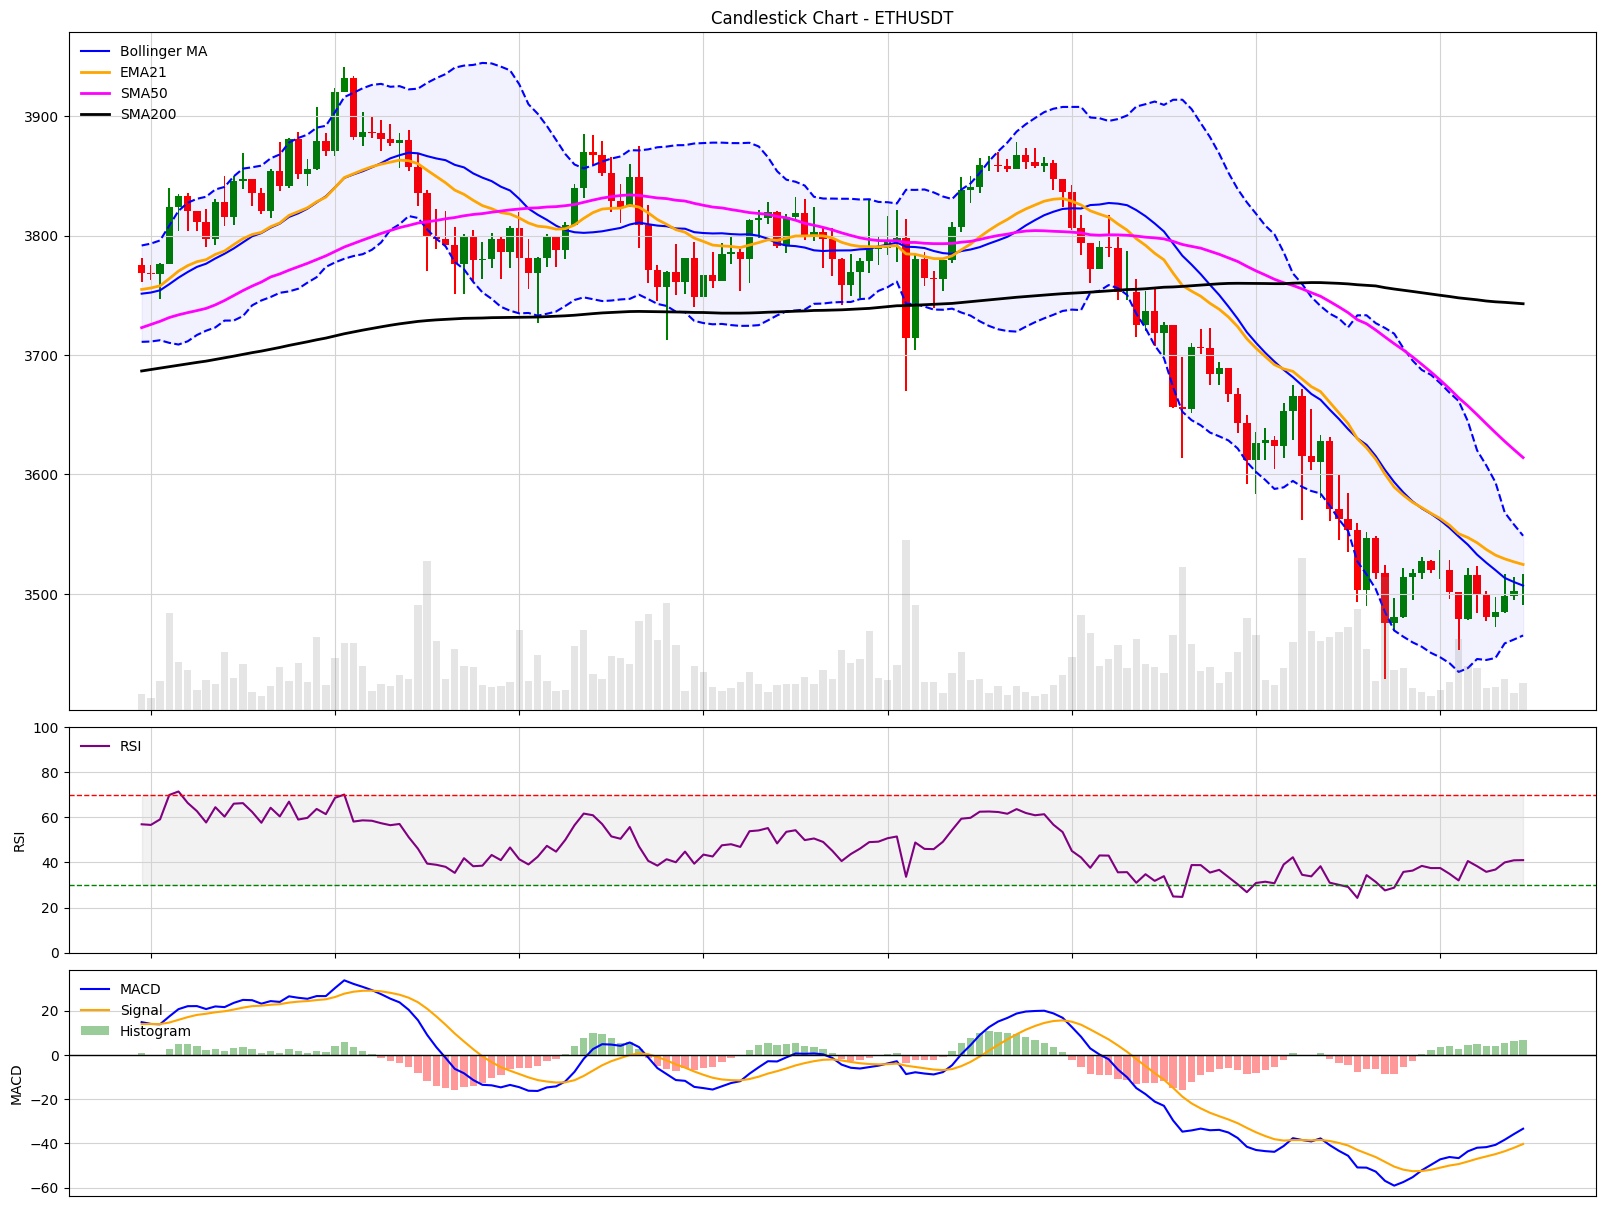 Candlestick Chart - ETHUSDT
Bollinger MA
EMA21
SMA50
SMA200
3900
3800
3700
3600
3500
100
80
60
40
20
0
RSI
RSI
20
0
−20
−40
−60
MACD
MACD
Signal
Histogram